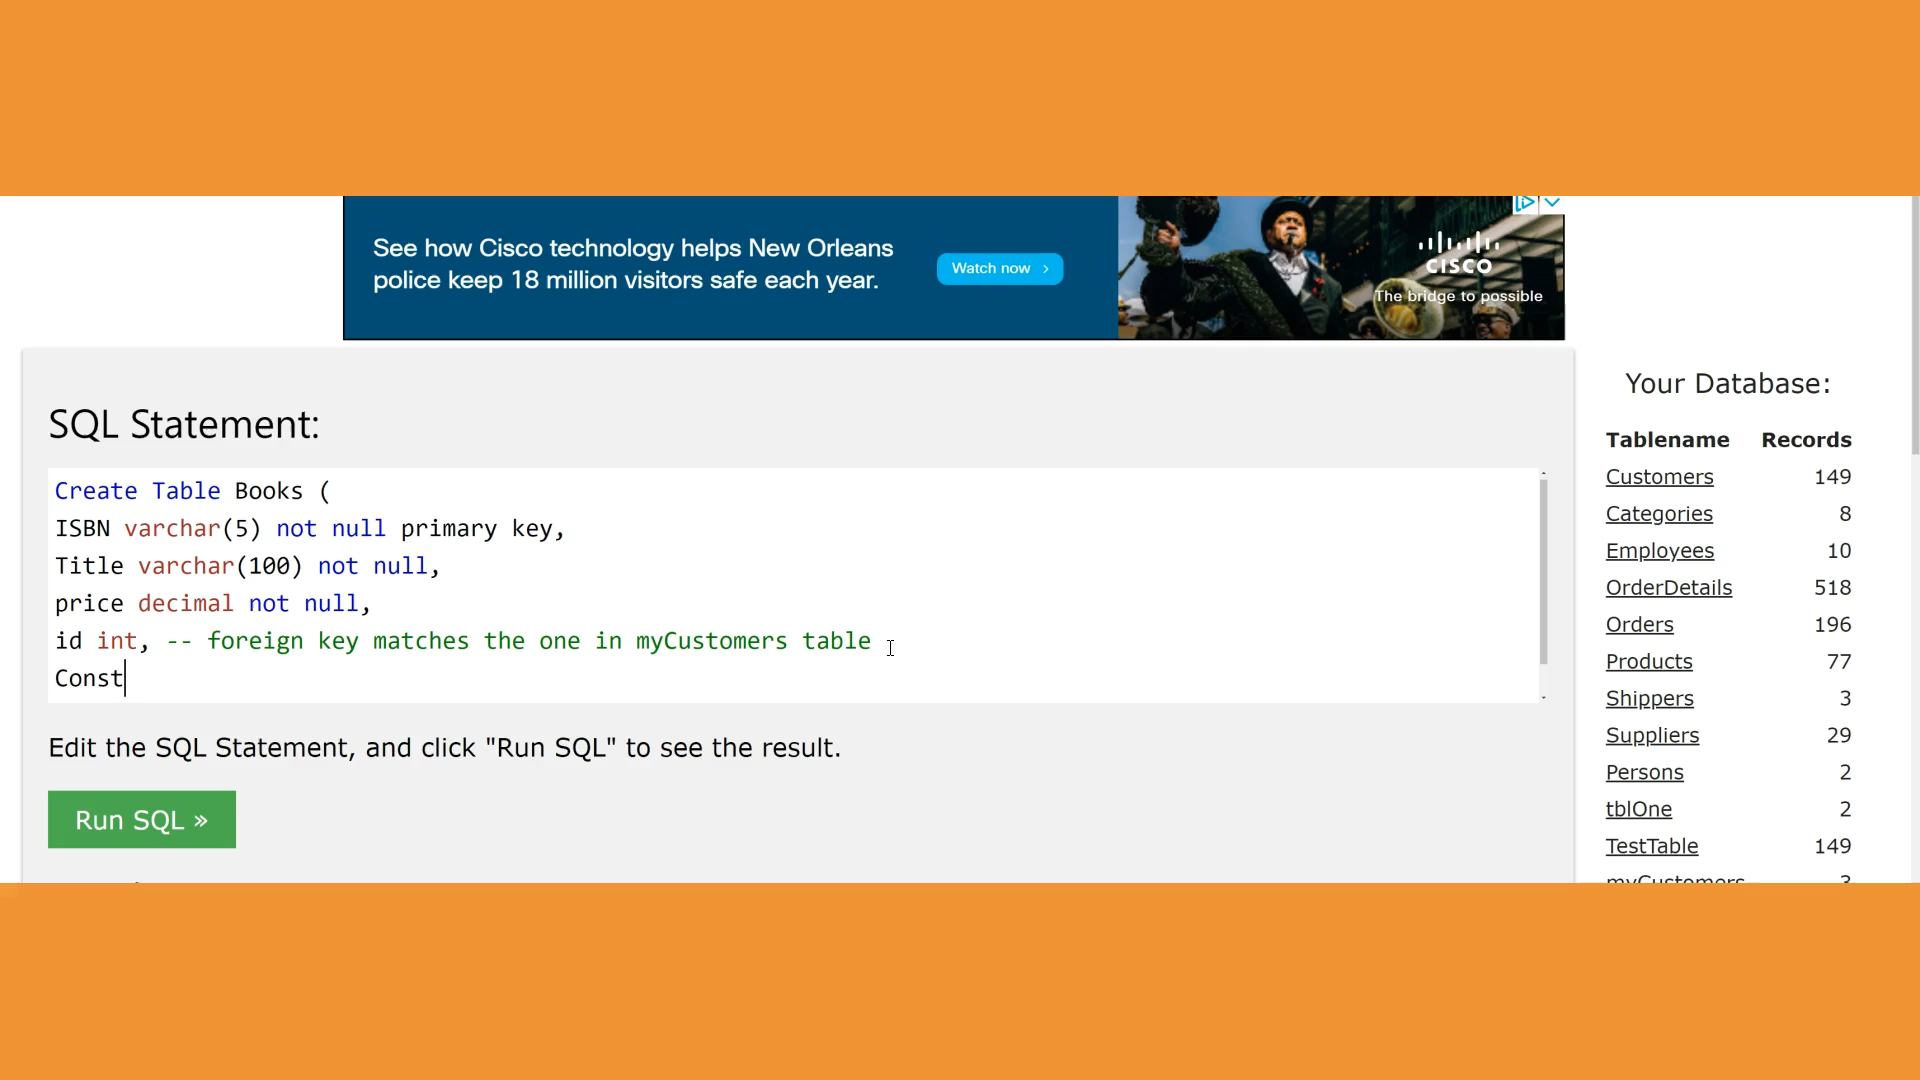 See how Cisco technology helps New Orleans
police keep 18 million visitors safe each year.
Watch now
CISCO
The bridge to possible
SQL Statement:
Create Table Books (
ISBN varchar(5) not null primary key,
Title varchar(100) not null,
price decimal not null,
id int, -- foreign key matches the one in myCustomers table
Const
Edit the SQL Statement, and click "Run SQL" to see the result.
Run SQL »
Your Database:
Tablename Records
Customers 149
Categories 8
Employees 10
OrderDetails 518
Orders 196
Products 77
Shippers 3
Suppliers 29
Persons 2
tblOne 2
TestTable 149
myCustomers 3